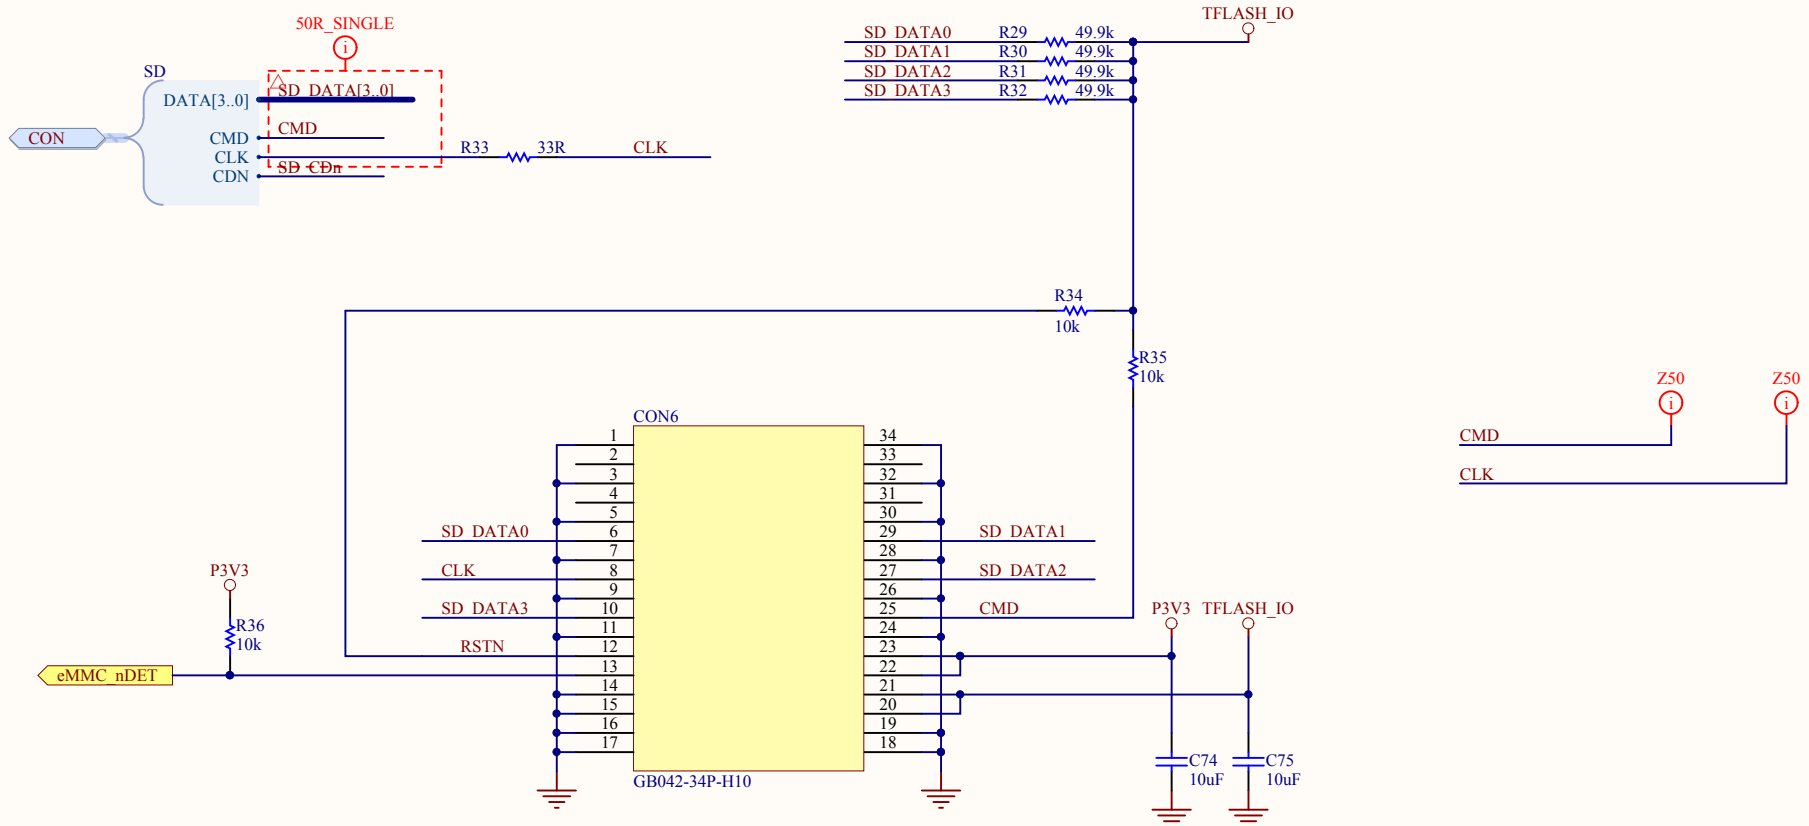 50R_SINGLE
i
SD
SD_DATA[3..0]
DATA[3..0]
CON
CMD
CMD
CLK
R33
33R
CLK
SD_CDn
CDN
TFLASH_IO
SD_DATA0 R29 49.9k
SD_DATA1 R30 49.9k
SD_DATA2 R31 49.9k
SD_DATA3 R32 49.9k
R34
10k
R35
10k
Z50
i
Z50
i
CMD
CLK
CON6
1 34
2 33
3 32
4 31
5 30
SD_DATA0 6 29 SD_DATA1
7 28
CLK 8 27 SD_DATA2
9 26
SD_DATA3 10 25 CMD
11 24
RSTN 12 23
13 22
14 21
15 20
16 19
17 18
GB042-34P-H10
P3V3
R36
10k
eMMC_nDET
P3V3
TFLASH_IO
C74
10uF
C75
10uF